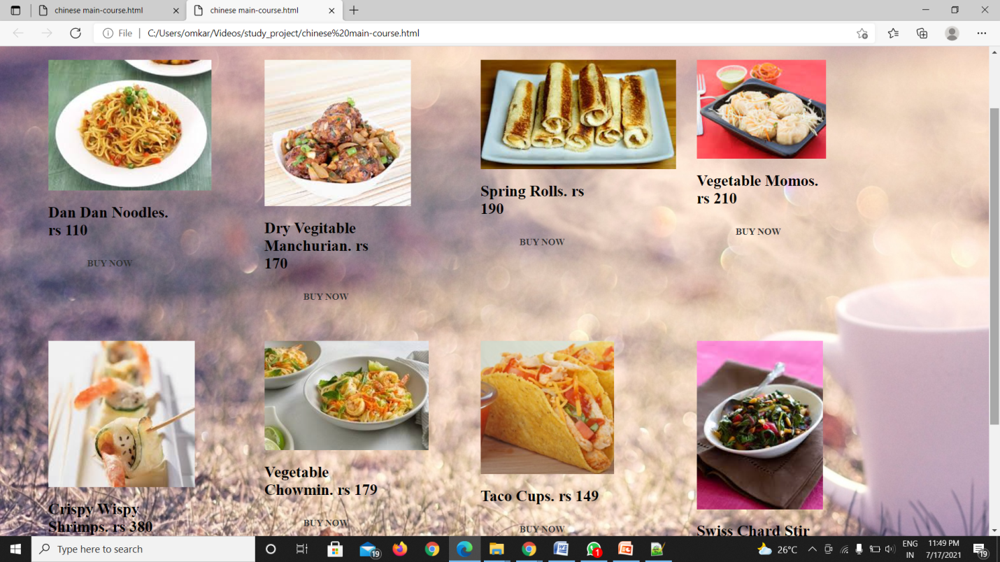 chinese main-course.html
chinese main-course.html
File
C:/Users/omkar/Videos/study_project/chinese%20main-course.html
Dan Dan Noodles.
rs 110
BUY NOW
Dry Vegitable
Manchurian. rs
170
BUY NOW
Spring Rolls. rs
190
BUY NOW
Vegetable Momos.
rs 210
BUY NOW
Crispy Wispy
Shrimps. rs 380
Vegetable
Chowmin. rs 179
BUY NOW
Taco Cups. rs 149
BUY NOW
Swiss Chard Stir
Type here to search
19
1
26°C
ENG
IN
11:49 PM
7/17/2021
19